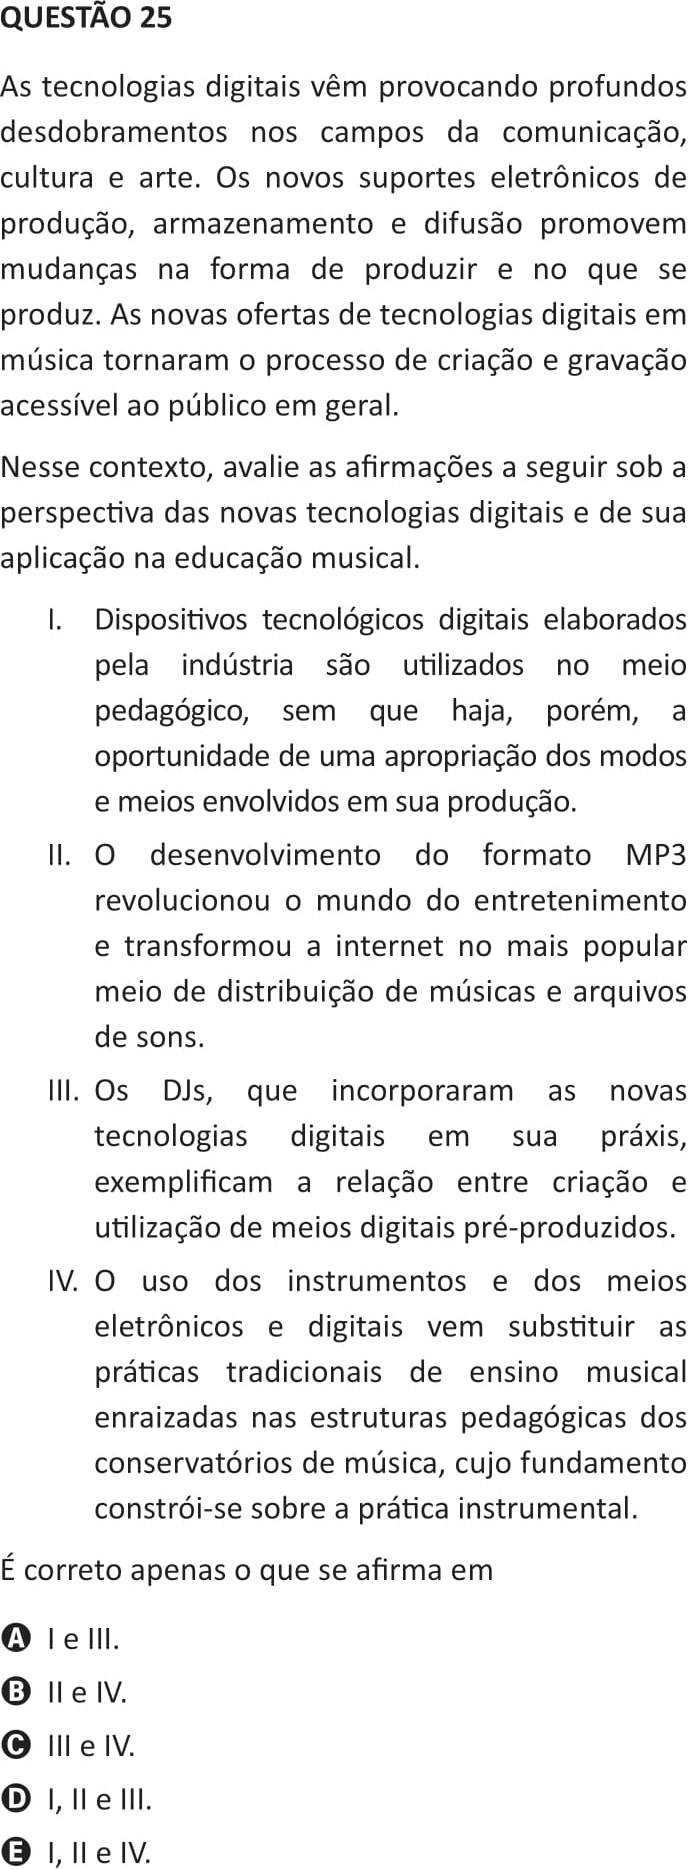 QUESTÃO 25
As tecnologias digitais vêm provocando profundos
desdobramentos nos campos da comunicação,
cultura e arte. Os novos suportes eletrônicos de
produção, armazenamento e difusão promovem
mudanças na forma de produzir e no que se
produz. As novas ofertas de tecnologias digitais em
música tornaram o processo de criação e gravação
acessível ao público em geral.
Nesse contexto, avalie as afirmações a seguir sob a
perspectiva das novas tecnologias digitais e de sua
aplicação na educação musical.
I. Dispositivos tecnológicos digitais elaborados
pela indústria são utilizados no meio
pedagógico, sem que haja, porém, a
oportunidade de uma apropriação dos modos
e meios envolvidos em sua produção.
II. O desenvolvimento do formato MP3
revolucionou o mundo do entretenimento
e transformou a internet no mais popular
meio de distribuição de músicas e arquivos
de sons.
III. Os DJs, que incorporaram as novas
tecnologias digitais em sua práxis,
exemplificam a relação entre criação e
utilização de meios digitais pré-produzidos.
IV. O uso dos instrumentos e dos meios
eletrônicos e digitais vem substituir as
práticas tradicionais de ensino musical
enraizadas nas estruturas pedagógicas dos
conservatórios de música, cujo fundamento
constrói-se sobre a prática instrumental.
É correto apenas o que se afirma em
A I e III.
B II e IV.
C III e IV.
D I, II e III.
E I, II e IV.